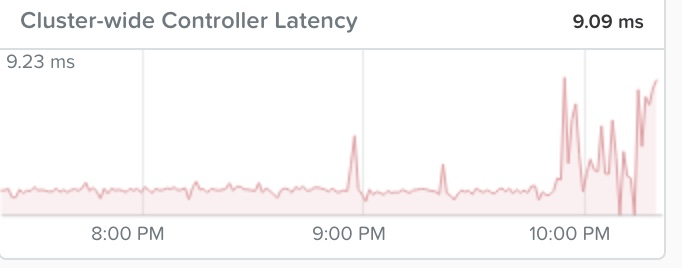 Cluster-wide Controller Latency 9.09 ms
9.23 ms
8:00 PM 9:00 PM 10:00 PM